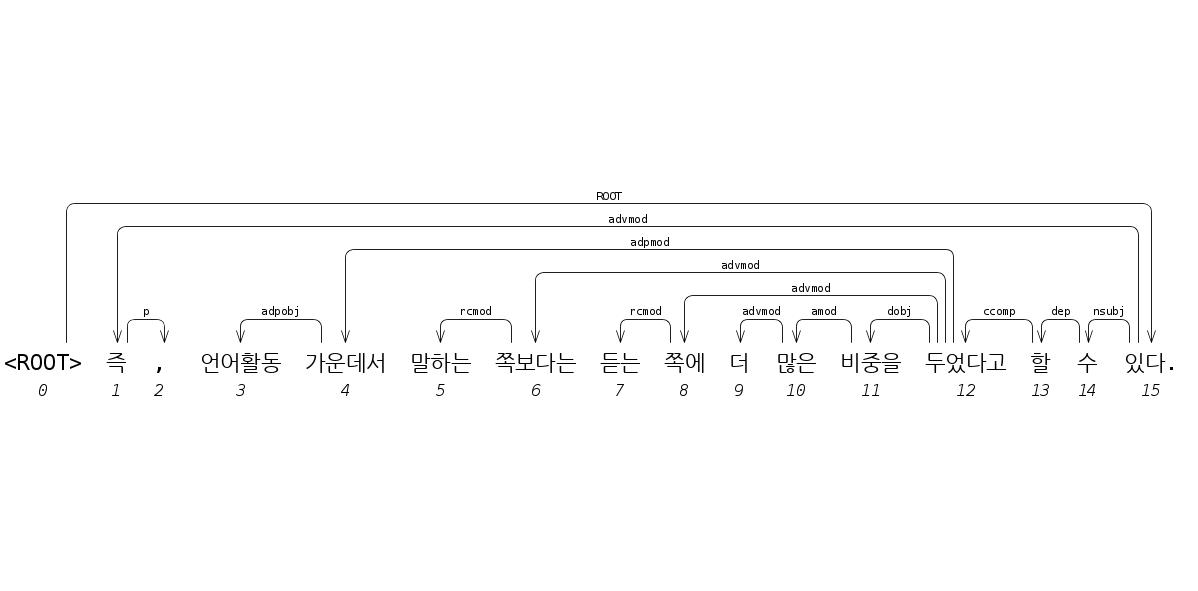 ROOT
advmod
adpmod
advmod
advmod
p adpobj rcmod rcmod advmod amod dobj ccomp dep nsubj
<ROOT> 즉 , 언어활동 가운데서 말하는 쪽보다는 듣는 쪽에 더 많은 비중을 두었다고 할 수 있다.
0 1 2 3 4 5 6 7 8 9 10 11 12 13 14 15